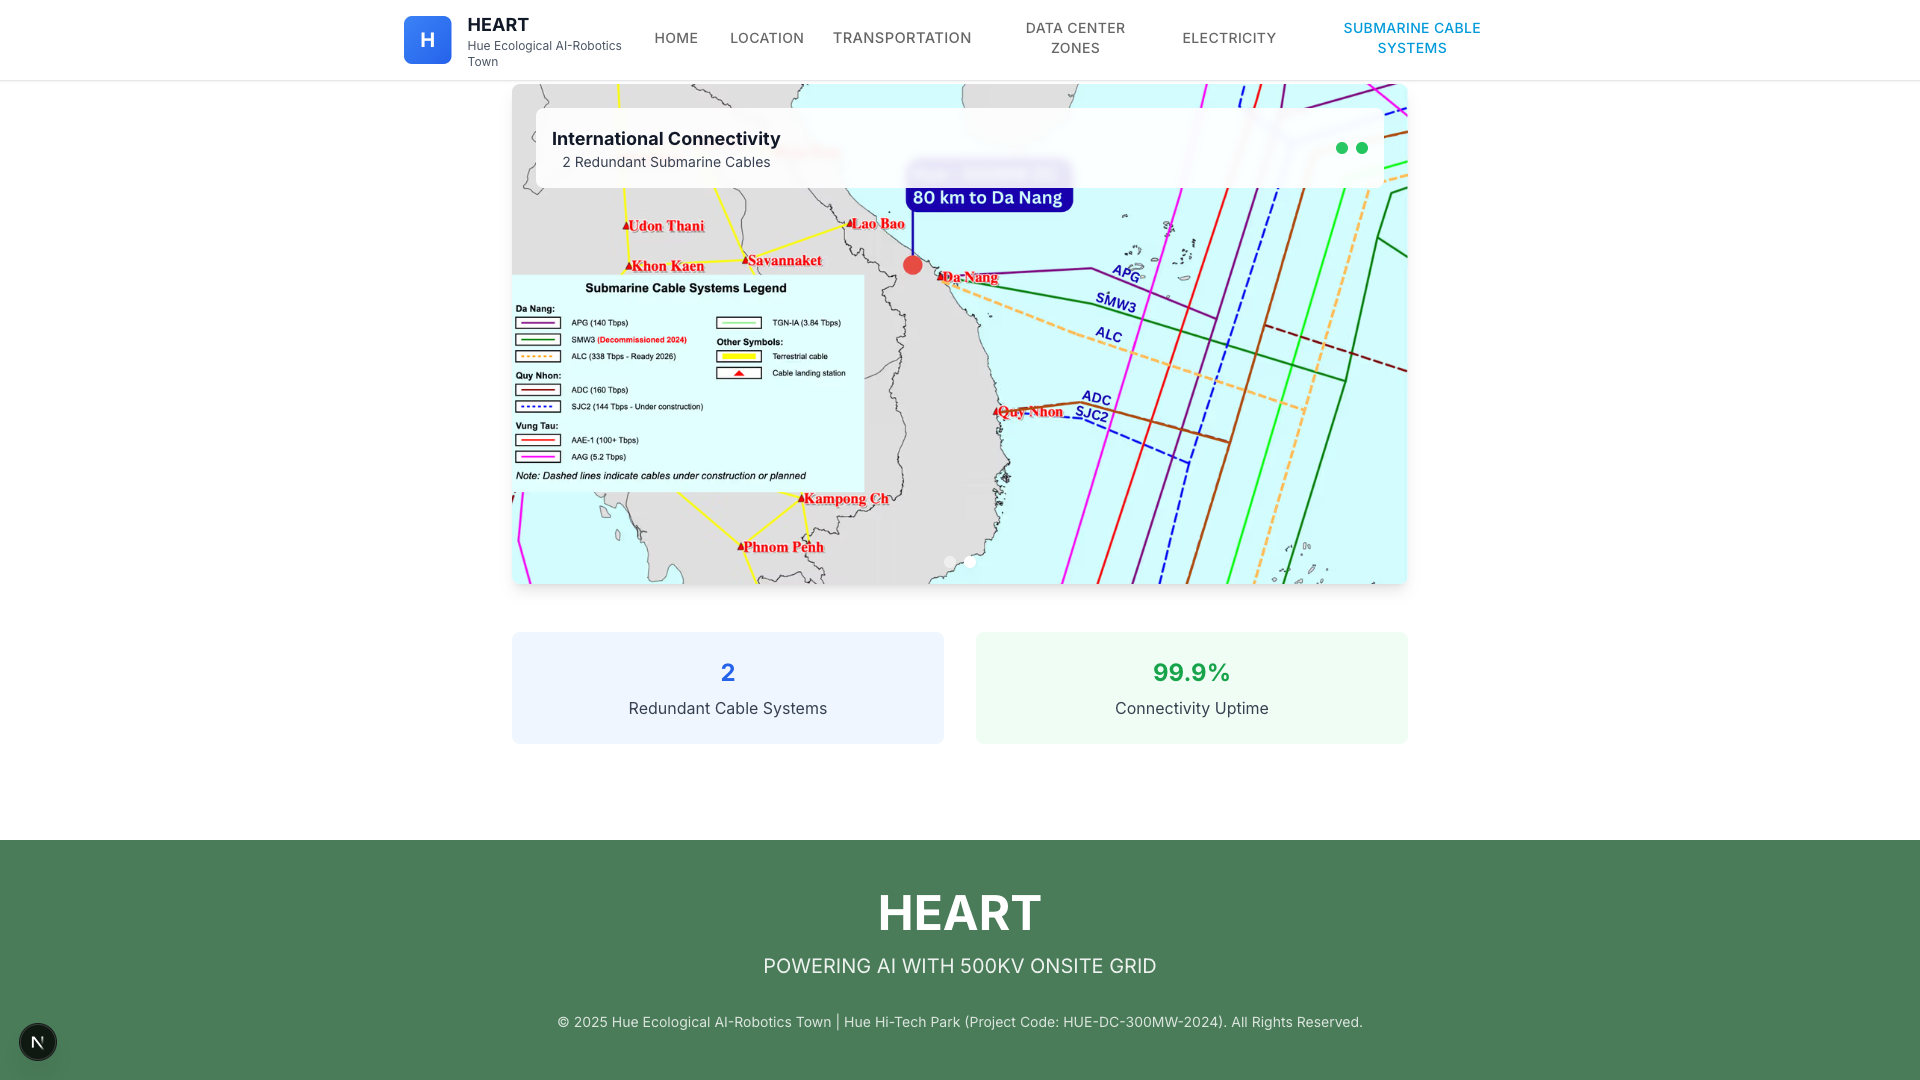 H
HEART
Hue Ecological AI-Robotics
Town
HOME
LOCATION
TRANSPORTATION
DATA CENTER
ZONES
ELECTRICITY
SUBMARINE CABLE
SYSTEMS
International Connectivity
2 Redundant Submarine Cables
80 km to Da Nang
Udon Thani
Lao Bao
Khon Kaen
Savannaket
Da Nang
APG
SMW3
ALC
Submarine Cable Systems Legend
Da Nang:
APG (140 Tbps)
SMW3 (Decommissioned 2024)
ALC (338 Tbps - Ready 2026)
Quy Nhon:
ADC (160 Tbps)
SJC2 (144 Tbps - Under construction)
Vung Tau:
AAE-1 (100+ Tbps)
AAG (5.2 Tbps)
TGN-IA (3.84 Tbps)
Other Symbols:
Terrestrial cable
Cable landing station
Note: Dashed lines indicate cables under construction or planned
ADC
Quy Nhon
SJC2
Kampong Ch
Phnom Penh
2
Redundant Cable Systems
99.9%
Connectivity Uptime
HEART
POWERING AI WITH 500KV ONSITE GRID
© 2025 Hue Ecological AI-Robotics Town | Hue Hi-Tech Park (Project Code: HUE-DC-300MW-2024). All Rights Reserved.
N